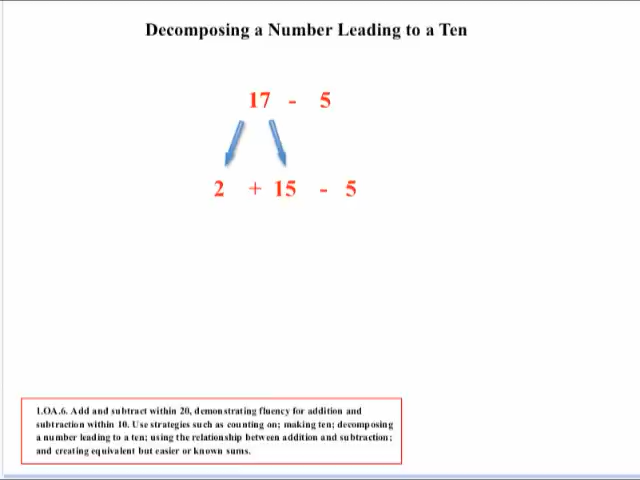 Decomposing a Number Leading to a Ten
17 - 5
2 + 15 - 5
1.OA.6. Add and subtract within 20, demonstrating fluency for addition and
subtraction within 10. Use strategies such as counting on; making ten; decomposing
a number leading to a ten; using the relationship between addition and subtraction;
and creating equivalent but easier or known sums.